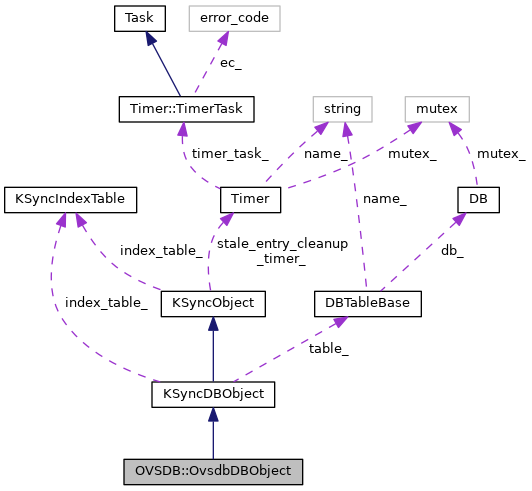 Task
error_code
ec_
Timer::TimerTask
string
mutex
timer_task_
name_
mutex_
mutex_
KSyncIndexTable
Timer
DB
name_
index_table_
stale_entry_cleanup
_timer_
db_
index_table_
KSyncObject
DBTableBase
table_
KSyncDBObject
OVSDB::OvsdbDBObject